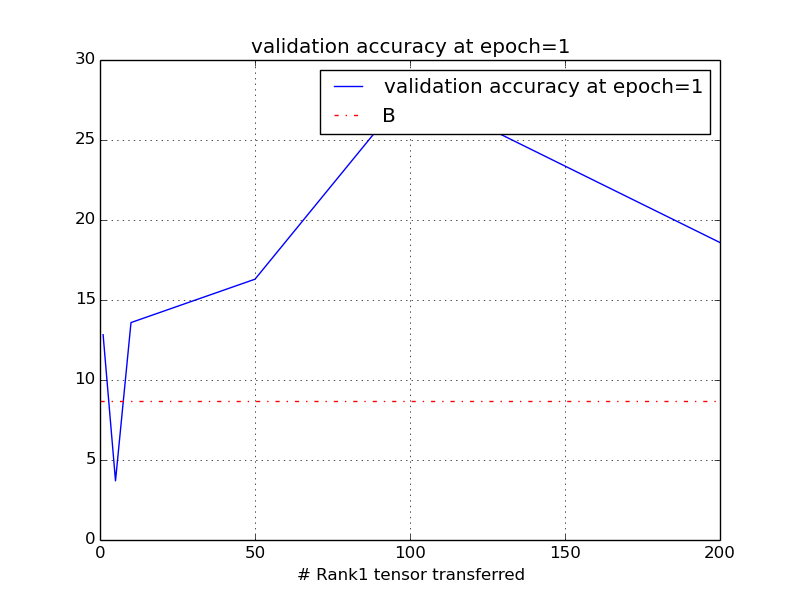 validation accuracy at epoch=1
validation accuracy at epoch=1
B
30
25
20
15
10
5
0
0 50 100 150 200
# Rank1 tensor transferred